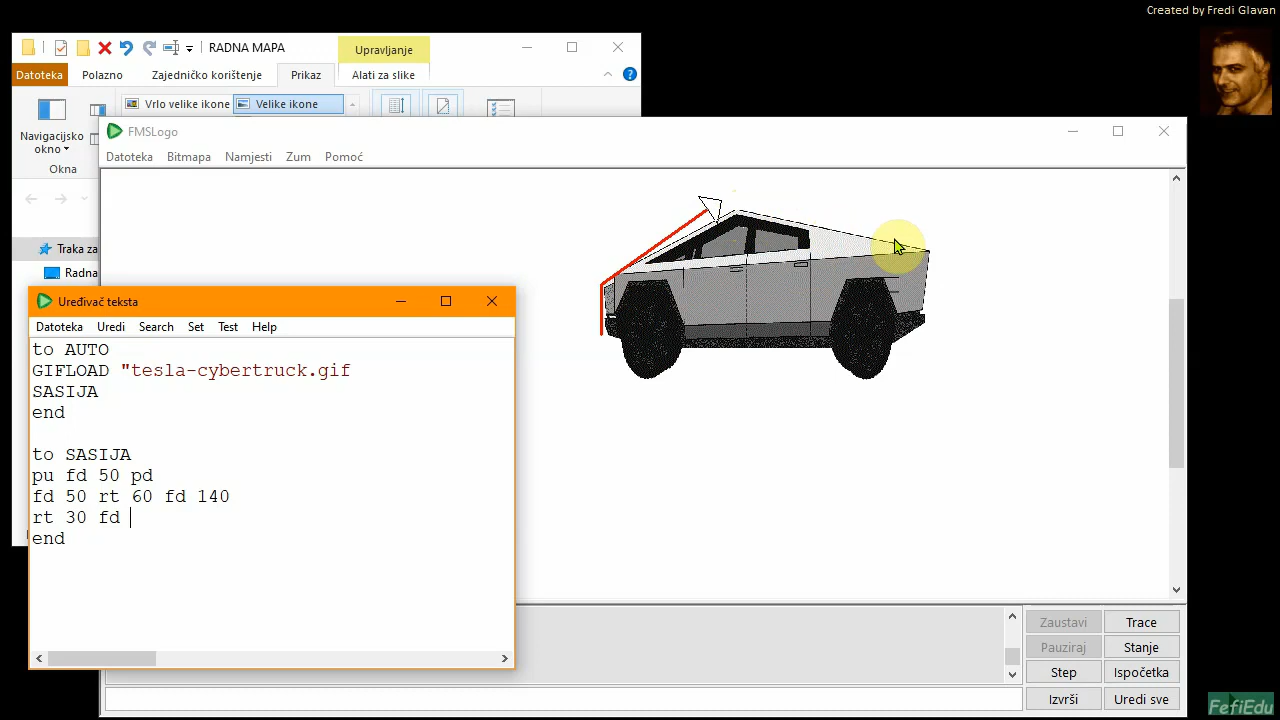 Created by Fredi Glavan
RADNA MAPA
Upravljanje
Datoteka
Polazno
Zajedničko korištenje
Prikaz
Alati za slike
Vrlo velike ikone
Velike ikone
Navigacijsko
okno
Okna
FMSLogo
Datoteka
Bitmapa
Namjesti
Zum
Pomoć
Traka za
Radna
Uređivač teksta
Datoteka
Uredi
Search
Set
Test
Help
to AUTO
GIFLOAD "tesla-cybertruck.gif
SASIJA
end
to SASIJA
pu fd 50 pd
fd 50 rt 60 fd 140
rt 30 fd
end
Zaustavi
Trace
Pauziraj
Stanje
Step
Ispočetka
Izvrši
Uredi sve
FefiEdu